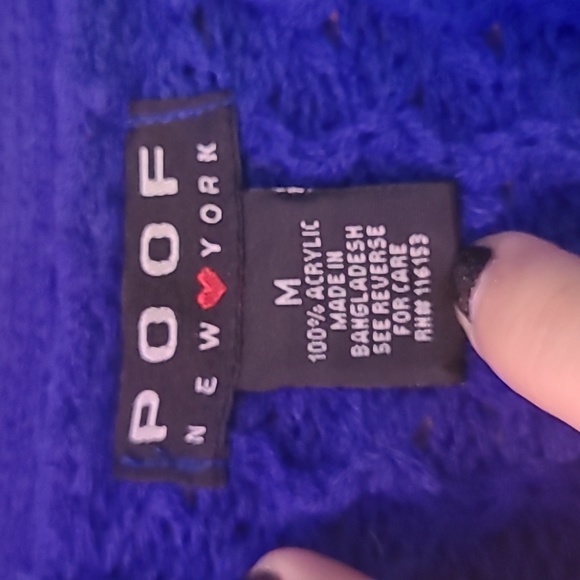 POOF
NEW❤YORK
M
100% ACRYLIC
MADE IN
BANGLADESH
SEE REVERSE
FOR CARE
RN# 116153